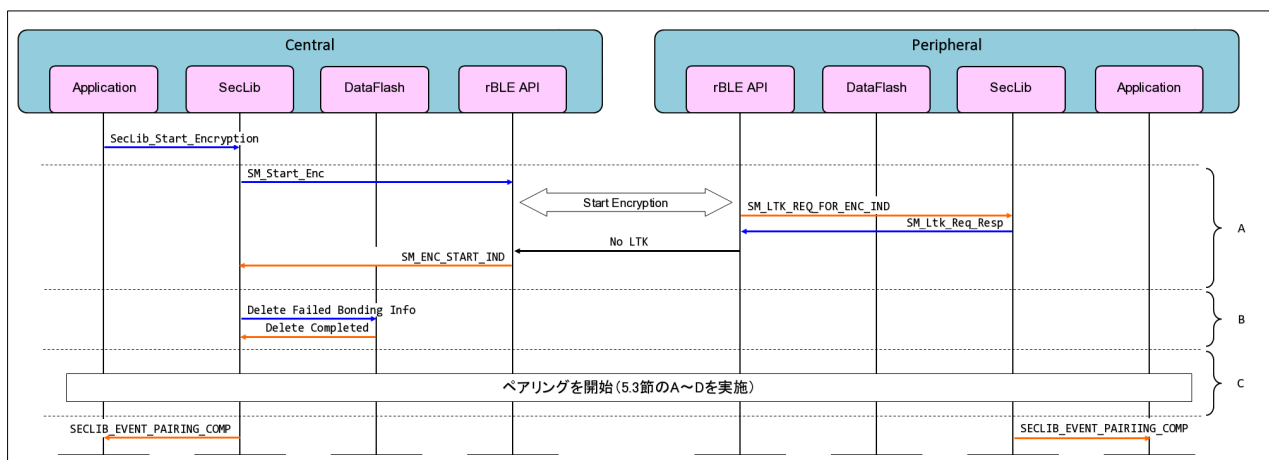 Central
Peripheral
Application
SecLib
DataFlash
rBLE API
rBLE API
DataFlash
SecLib
Application
SecLib_Start_Encryption
SM_Start_Enc
Start Encryption
SM_LTK_REQ_FOR_ENC_IND
SM_Ltk_Req_Resp
A
No LTK
SM_ENC_START_IND
Delete Failed Bonding Info
B
Delete Completed
ペアリングを開始(5.3節のA～Dを実施)
C
SECLIB_EVENT_PAIRING_COMP
SECLIB_EVENT_PAIRIING_COMP